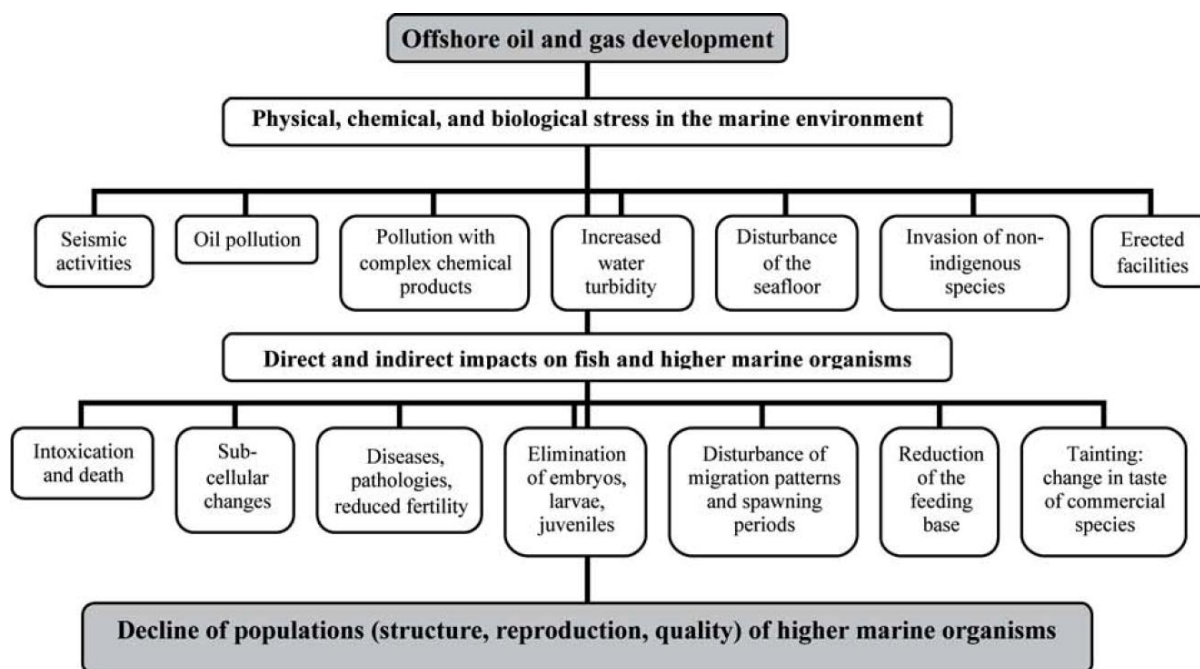 Offshore oil and gas development
Physical, chemical, and biological stress in the marine environment
Seismic
activities
Oil pollution
Pollution with
complex chemical
products
Increased
water
turbidity
Disturbance
of the
seafloor
Invasion of non-
indigenous
species
Erected
facilities
Direct and indirect impacts on fish and higher marine organisms
Intoxication
and death
Sub-
cellular
changes
Diseases,
pathologies,
reduced fertility
Elimination
of embryos,
larvae,
juveniles
Disturbance of
migration patterns
and spawning
periods
Reduction
of the
feeding
base
Tainting:
change in taste
of commercial
species
Decline of populations (structure, reproduction, quality) of higher marine organisms